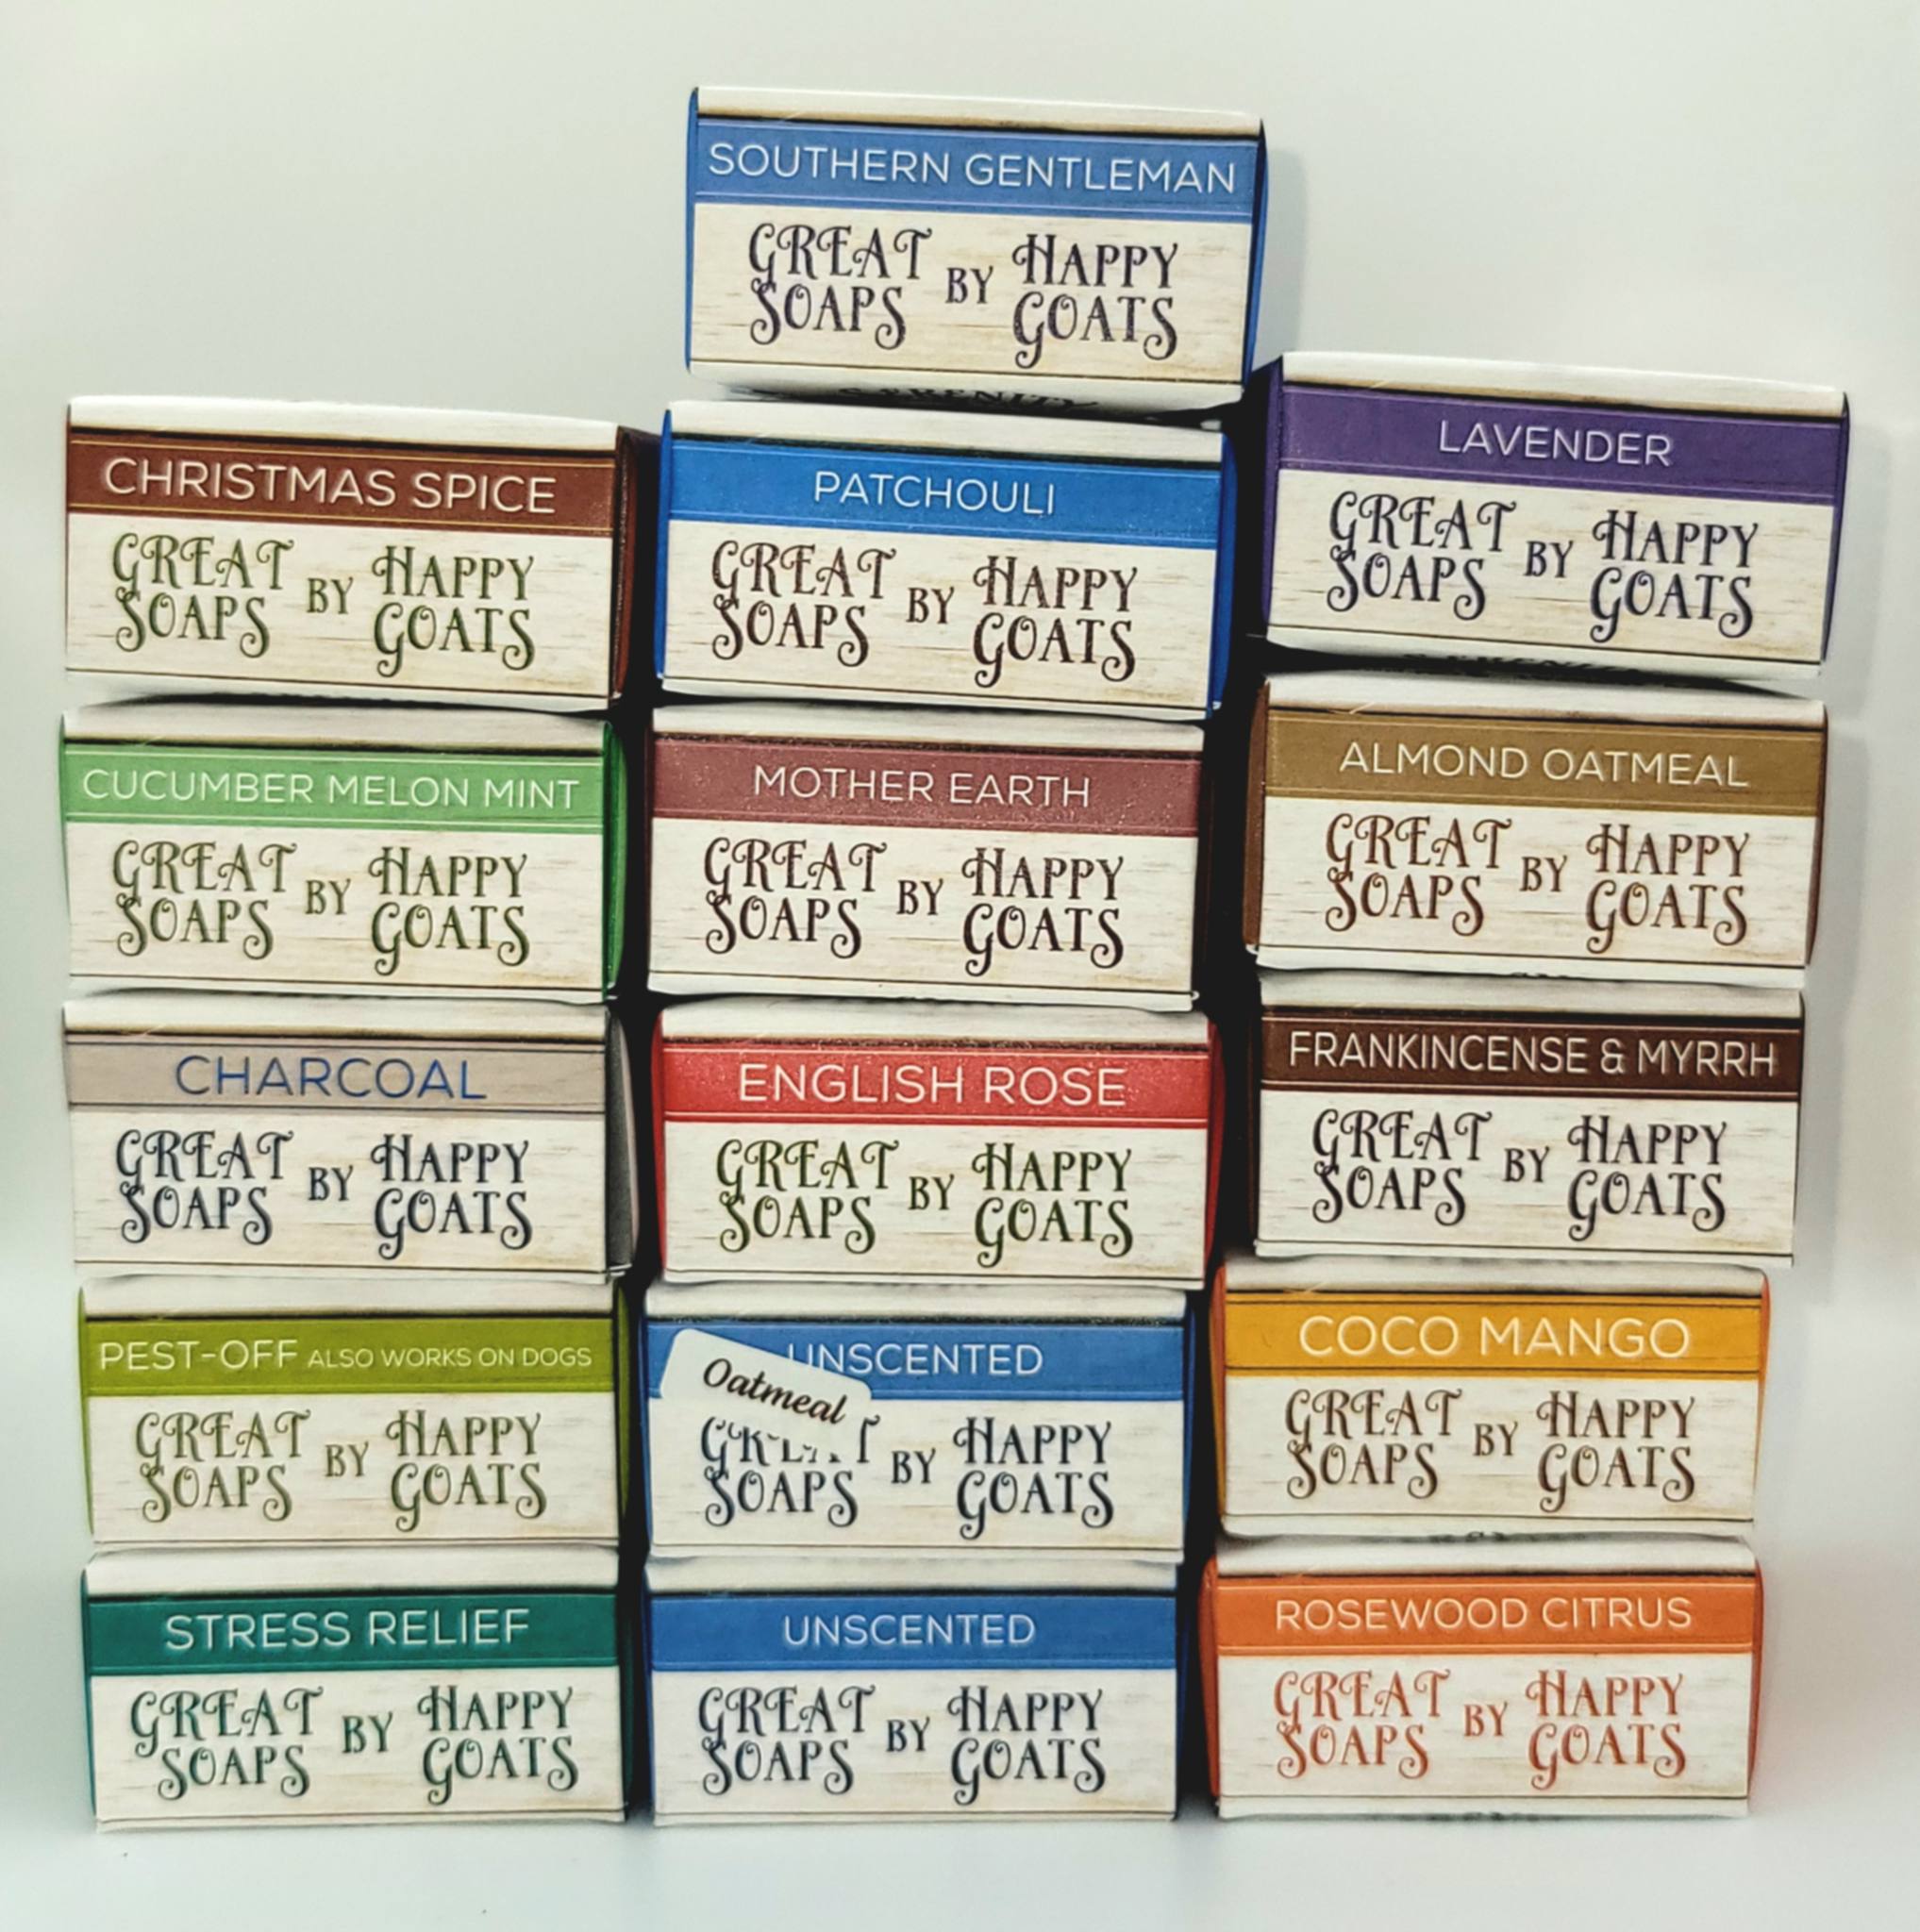 SOUTHERN GENTLEMAN
GREAT BY HAPPY
SOAPS GOATS
SERENITY
CHRISTMAS SPICE
GREAT BY HAPPY
SOAPS GOATS
PATCHOULI
GREAT BY HAPPY
SOAPS GOATS
LAVENDER
GREAT BY HAPPY
SOAPS GOATS
SERENITY
CUCUMBER MELON MINT
GREAT BY HAPPY
SOAPS GOATS
MOTHER EARTH
GREAT BY HAPPY
SOAPS GOATS
ALMOND OATMEAL
GREAT BY HAPPY
SOAPS GOATS
CHARCOAL
GREAT BY HAPPY
SOAPS GOATS
ENGLISH ROSE
GREAT BY HAPPY
SOAPS GOATS
FRANKINCENSE & MYRRH
GREAT BY HAPPY
SOAPS GOATS
PEST-OFF ALSO WORKS ON DOGS
GREAT BY HAPPY
SOAPS GOATS
Oatmeal
UNSCENTED
GREAT BY HAPPY
SOAPS GOATS
COCO MANGO
GREAT BY HAPPY
SOAPS GOATS
STRESS RELIEF
GREAT BY HAPPY
SOAPS GOATS
UNSCENTED
GREAT BY HAPPY
SOAPS GOATS
ROSEWOOD CITRUS
GREAT BY HAPPY
SOAPS GOATS